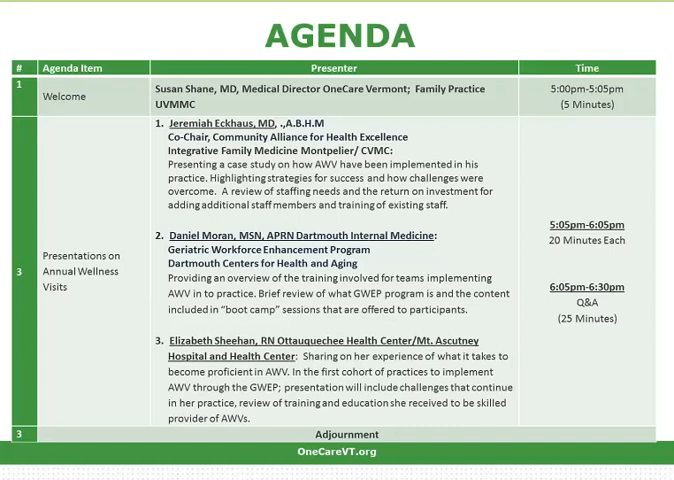 AGENDA
# Agenda Item Presenter Time
1 Welcome
Susan Shane, MD, Medical Director OneCare Vermont; Family Practice
UVMMC
5:00pm-5:05pm
(5 Minutes)
3
Presentations on
Annual Wellness
Visits
1. Jeremiah Eckhaus, MD, .,A.B.H.M
Co-Chair, Community Alliance for Health Excellence
Integrative Family Medicine Montpelier/ CVMC:
Presenting a case study on how AWV have been implemented in his
practice. Highlighting strategies for success and how challenges were
overcome. A review of staffing needs and the return on investment for
adding additional staff members and training of existing staff.
2. Daniel Moran, MSN, APRN Dartmouth Internal Medicine:
Geriatric Workforce Enhancement Program
Dartmouth Centers for Health and Aging
Providing an overview of the training involved for teams implementing
AWV in to practice. Brief review of what GWEP program is and the content
included in “boot camp” sessions that are offered to participants.
3. Elizabeth Sheehan, RN Ottauquechee Health Center/Mt. Ascutney
Hospital and Health Center: Sharing on her experience of what it takes to
become proficient in AWV. In the first cohort of practices to implement
AWV through the GWEP; presentation will include challenges that continue
in her practice, review of training and education she received to be skilled
provider of AWVs.
5:05pm-6:05pm
20 Minutes Each
6:05pm-6:30pm
Q&A
(25 Minutes)
3 Adjournment
OneCareVT.org